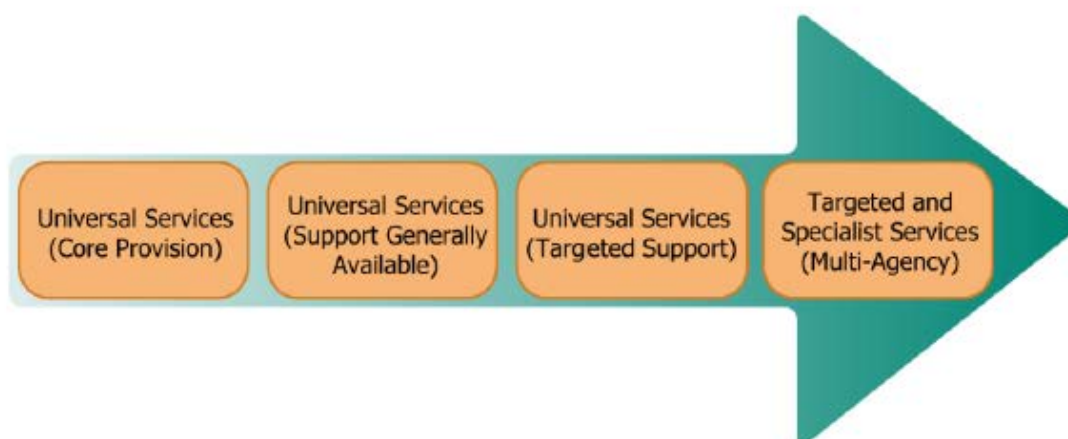 Universal Services
(Core Provision)
Universal Services
(Support Generally
Available)
Universal Services
(Targeted Support)
Targeted and
Specialist Services
(Multi-Agency)